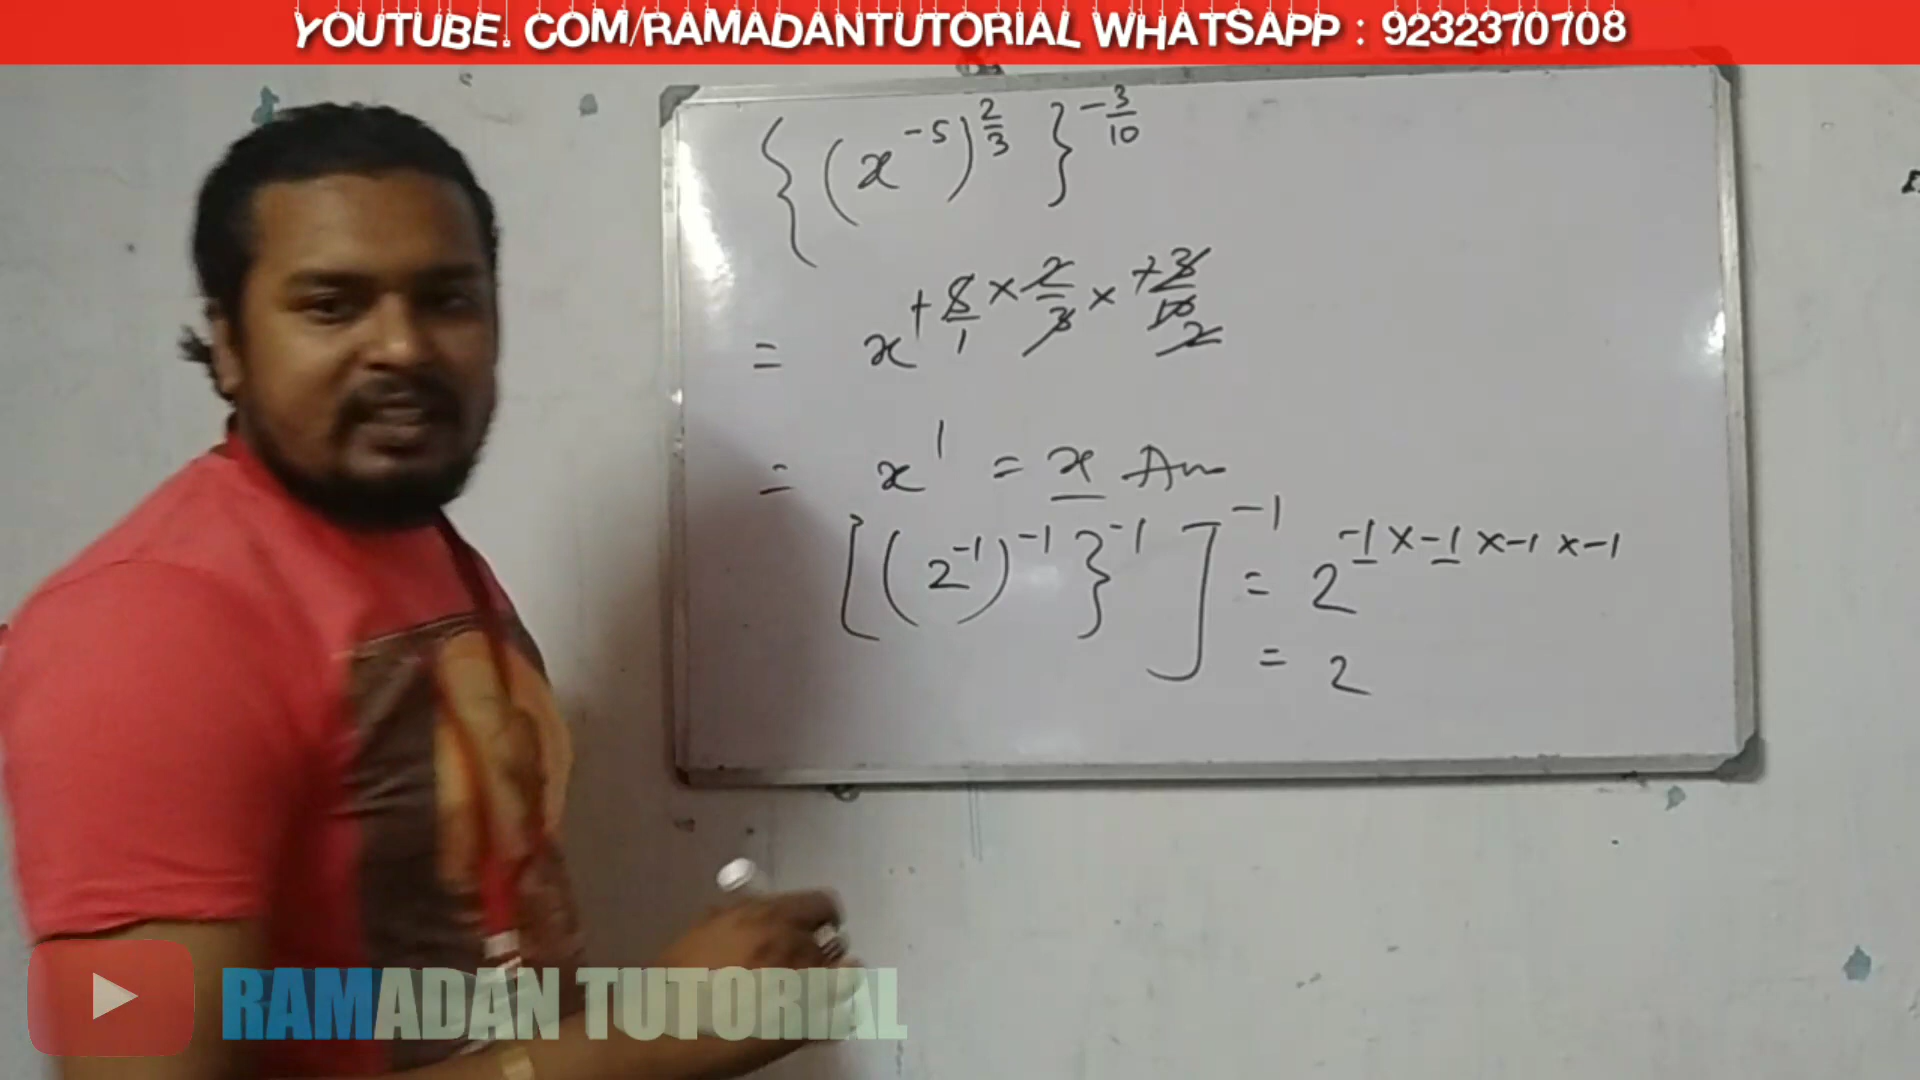 YOUTUBE. COM/RAMADANTUTORIAL WHATSAPP : 9232370708
{(x^-5)^2/3}^-3/10
= x^+5/1 × 2/3 × +3/10 2
= x^1 = x Ans
[(2^-1)^-1}^-1]^-1 = 2^-1×-1×-1×-1
= 2
RAMADAN TUTORIAL